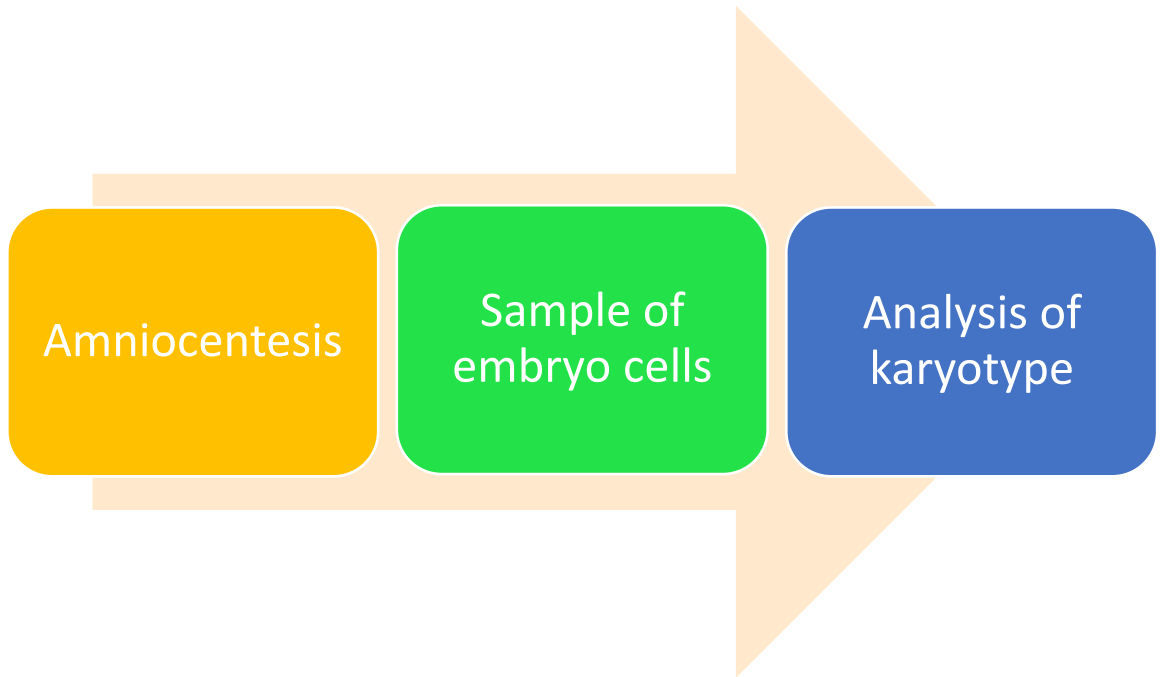 Amniocentesis
Sample of
embryo cells
Analysis of
karyotype